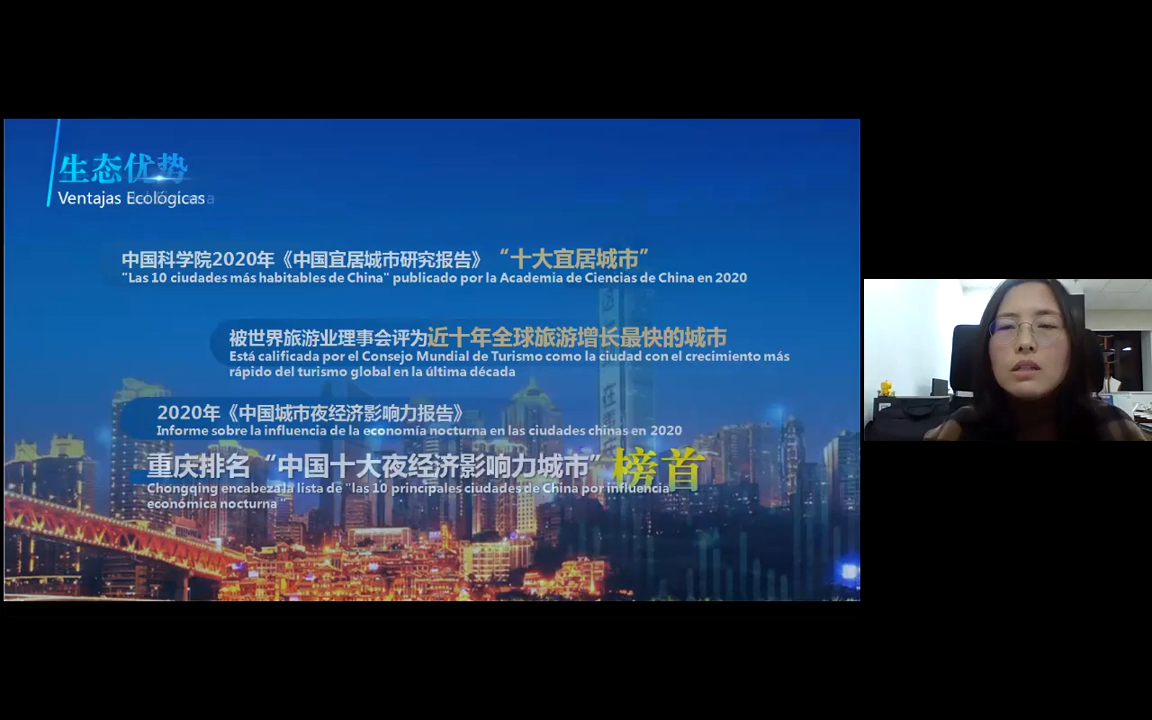 生态优势
Ventajas Ecológicas
中国科学院2020年《中国宜居城市研究报告》 “十大宜居城市”
"Las 10 ciudades más habitables de China" publicado por la Academia de Ciencias de China en 2020
被世界旅游业理事会评为近十年全球旅游增长最快的城市
Está calificada por el Consejo Mundial de Turismo como la ciudad con el crecimiento más
rápido del turismo global en la última década
2020年《中国城市夜经济影响力报告》
Informe sobre la influencia de la economía nocturna en las ciudades chinas en 2020
重庆排名“中国十大夜经济影响力城市”榜首
Chongqing encabeza la lista de "las 10 principales ciudades de China por influencia
económica nocturna "